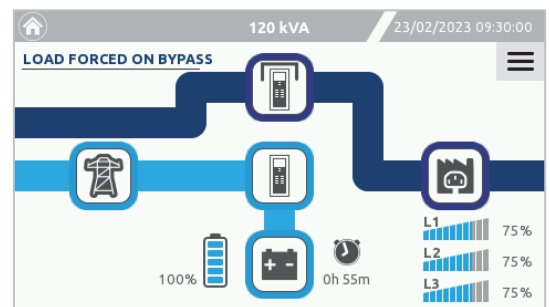 120 kVA
23/02/2023 09:30:00
LOAD FORCED ON BYPASS
L1
75%
L2
75%
L3
75%
100%
0h 55m